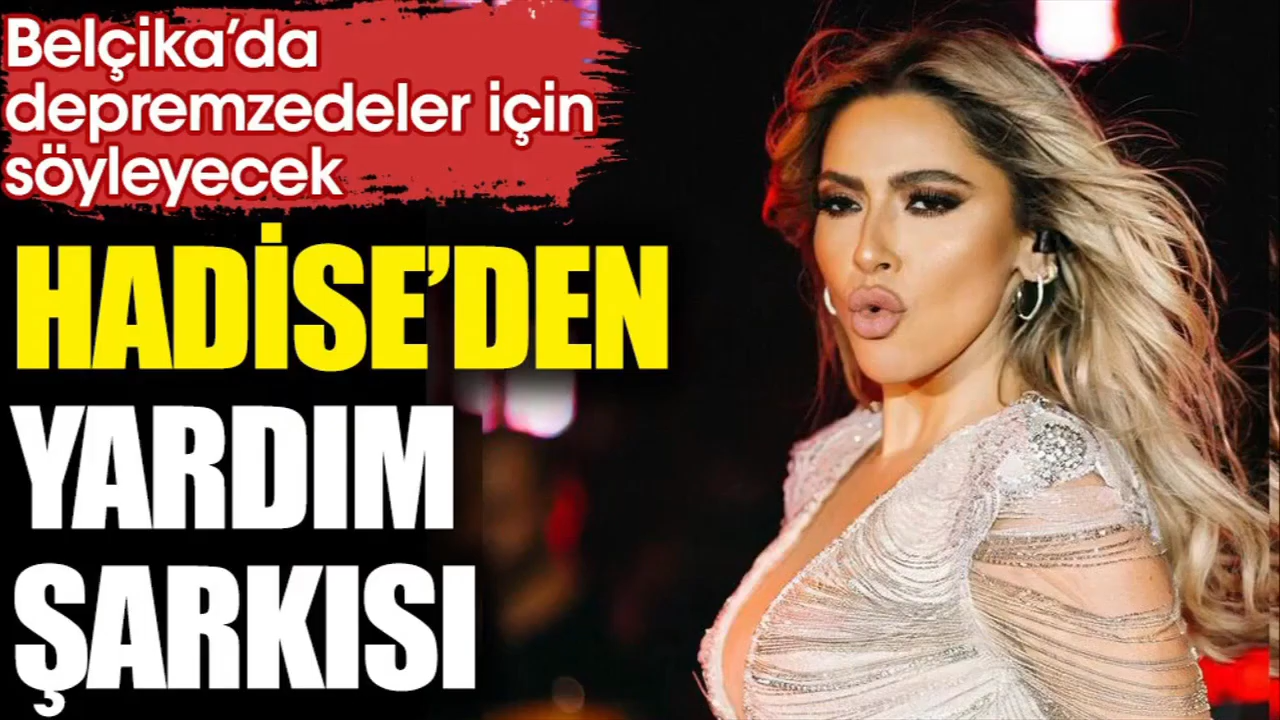 Belçika'da
depremzedeler için
söyleyecek
HADİSE'DEN
YARDIM
ŞARKISI